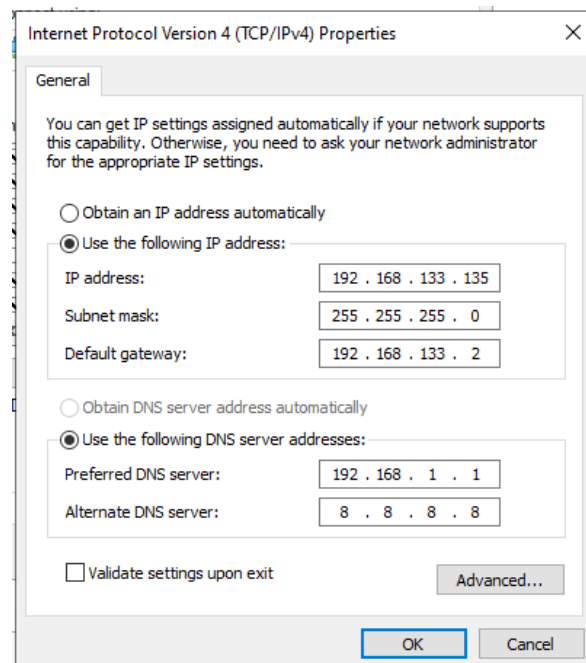 Internet Protocol Version 4 (TCP/IPv4) Properties
General
You can get IP settings assigned automatically if your network supports
this capability. Otherwise, you need to ask your network administrator
for the appropriate IP settings.
Obtain an IP address automatically
Use the following IP address:
IP address: 192 . 168 . 133 . 135
Subnet mask: 255 . 255 . 255 . 0
Default gateway: 192 . 168 . 133 . 2
Obtain DNS server address automatically
Use the following DNS server addresses:
Preferred DNS server: 192 . 168 . 1 . 1
Alternate DNS server: 8 . 8 . 8 . 8
Validate settings upon exit
Advanced...
OK Cancel